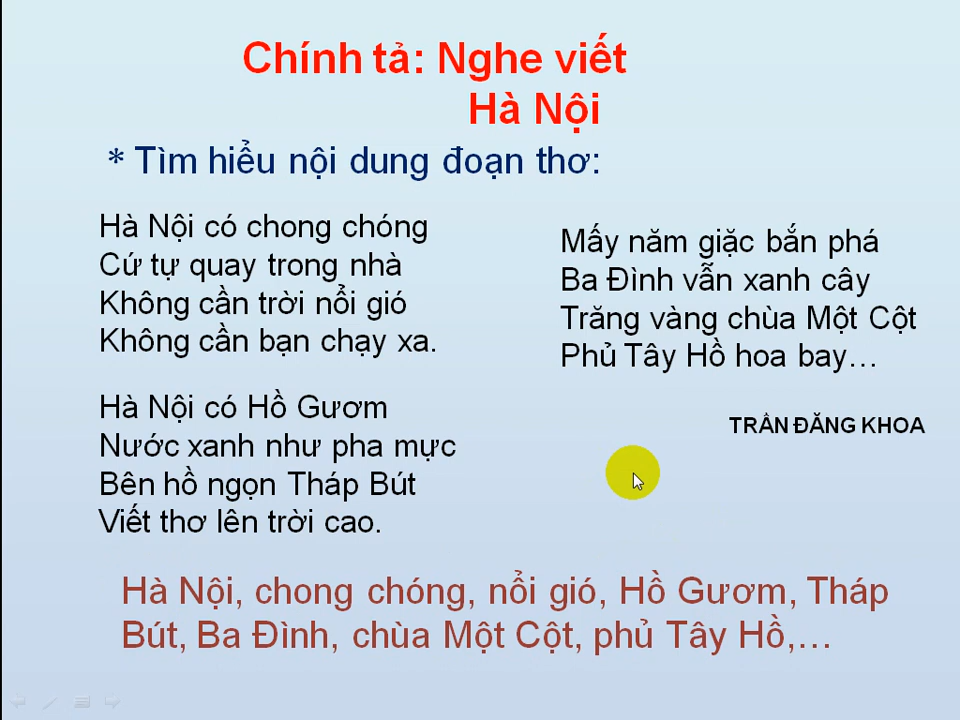 Chính tả: Nghe viết
Hà Nội
* Tìm hiểu nội dung đoạn thơ:
Hà Nội có chong chóng
Cứ tự quay trong nhà
Không cần trời nổi gió
Không cần bạn chạy xa.
Hà Nội có Hồ Gươm
Nước xanh như pha mực
Bên hồ ngọn Tháp Bút
Viết thơ lên trời cao.
Mấy năm giặc bắn phá
Ba Đình vẫn xanh cây
Trăng vàng chùa Một Cột
Phủ Tây Hồ hoa bay…
TRẦN ĐĂNG KHOA
Hà Nội, chong chóng, nổi gió, Hồ Gươm, Tháp
Bút, Ba Đình, chùa Một Cột, phủ Tây Hồ,…